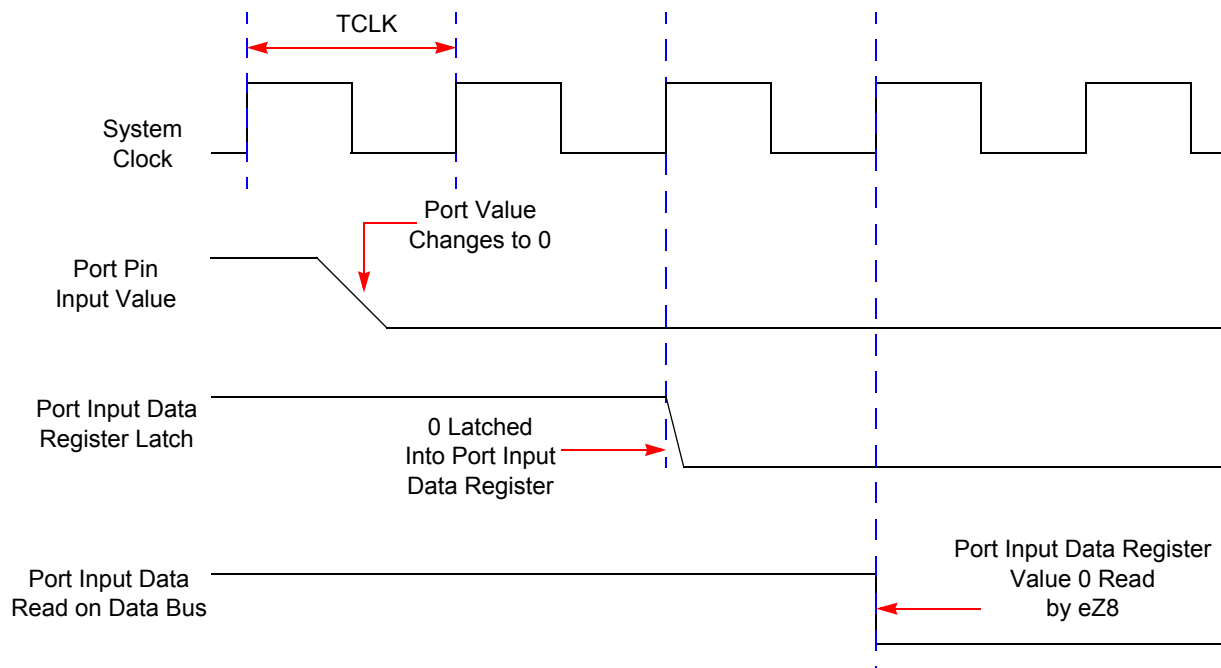 TCLK
System
Clock
Port Value
Changes to 0
Port Pin
Input Value
Port Input Data
Register Latch
0 Latched
Into Port Input
Data Register
Port Input Data
Read on Data Bus
Port Input Data Register
Value 0 Read
by eZ8